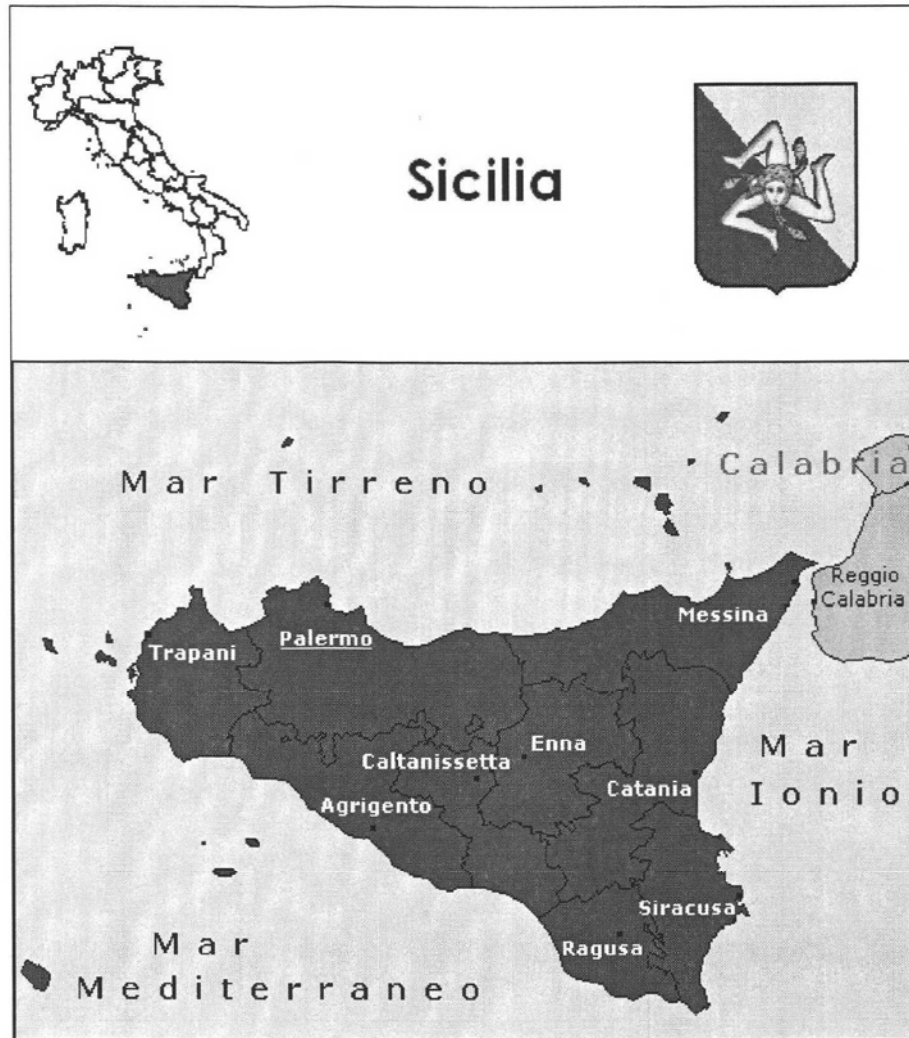 Sicilia
Mar Tirreno
Calabria
Reggio
Calabria
Messina
Palermo
Trapani
Enna
Caltanissetta
Mar
Ionio
Catania
Agrigento
Siracusa
Ragusa
Mar
Mediterraneo